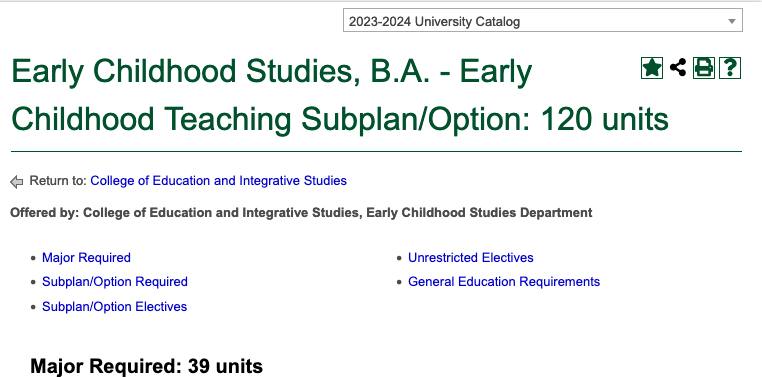 2023-2024 University Catalog
Early Childhood Studies, B.A. - Early
Childhood Teaching Subplan/Option: 120 units
?
Return to: College of Education and Integrative Studies
Offered by: College of Education and Integrative Studies, Early Childhood Studies Department
• Major Required
• Subplan/Option Required
• Subplan/Option Electives
• Unrestricted Electives
• General Education Requirements
Major Required: 39 units